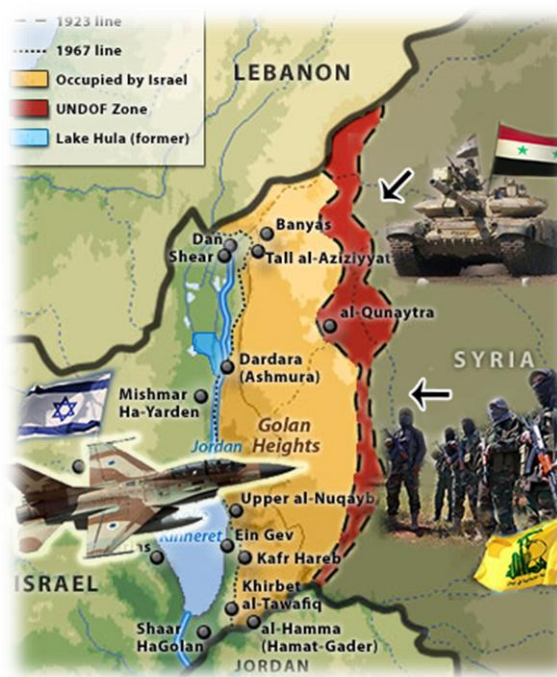 1923 line
1967 line
Occupied by Israel
UNDOF Zone
Lake Hula (former)
LEBANON
Banyas
Dan
Shear
Tall al-Aziziyyat
al-Qunaytra
SYRIA
Dardara
(Ashmura)
Mishmar
Ha-Yarden
Golan
Heights
Jordan
Upper al-Nuqayb
Kinneret
Ein Gev
Kafr Hareb
ISRAEL
Khirbet
al-Tawafiq
Shaar
HaGolan
al-Hamma
(Hamat-Gader)
JORDAN